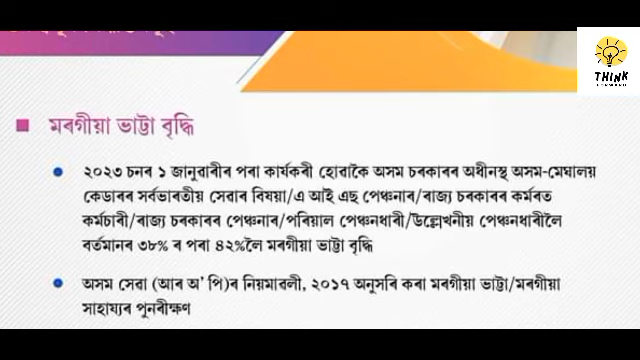 THINK
মৰগীয়া ভাট্টা বৃদ্ধি
২০২৩ চনৰ ১ জানুৱাৰীৰ পৰা কাৰ্যকৰী হোৱাকৈ অসম চৰকাৰৰ অধীনস্থ অসম-মেঘালয়
কেডাৰৰ সৰ্বভাৰতীয় সেৱাৰ বিষয়া/এ আই এছ পেঞ্চনাৰ/ৰাজ্য চৰকাৰৰ কৰ্মৰত
কৰ্মচাৰী/ৰাজ্য চৰকাৰৰ পেঞ্চনাৰ/পৰিয়াল পেঞ্চনধাৰী/উল্লেখনীয় পেঞ্চনধাৰীলৈ
বৰ্তমানৰ ৩৮% ৰ পৰা ৪২%লৈ মৰগীয়া ভাট্টা বৃদ্ধি
অসম সেৱা (আৰ অ' পি)ৰ নিয়মাৱলী, ২০১৭ অনুসৰি কৰা মৰগীয়া ভাট্টা/মৰগীয়া
সাহায্যৰ পুনৰীক্ষণ